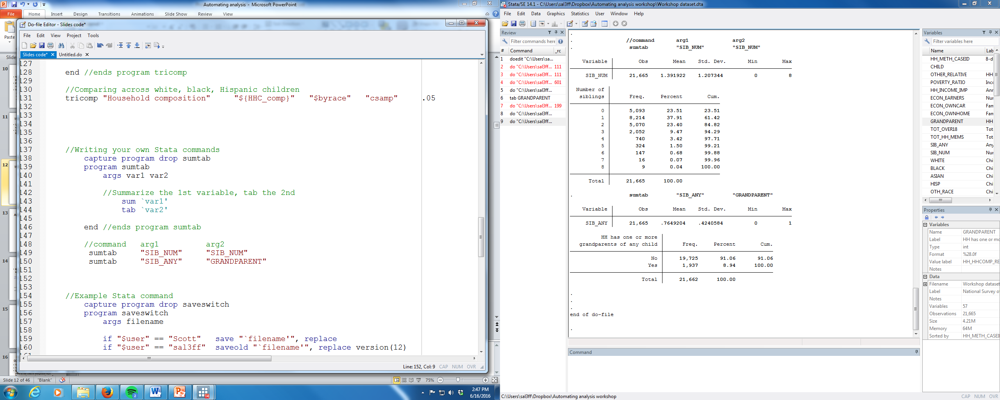 Automating analysis - Microsoft PowerPoint
File Home Insert Design Transitions Animations Slide Show Review View
Paste
Do-file Editor - Slides code*
File Edit View Project Tools
Slides code* Untitled.do
127
128 end //ends program tricomp
129
130 //Comparing across white, black, Hispanic children
131 tricomp "Household composition" "${HHC_comp}" "$byrace" "csamp" .05
132
133
134
135
136
137 //Writing your own Stata commands
138 capture program drop sumtab
139 program sumtab
140 args var1 var2
141
142 //Summarize the 1st variable, tab the 2nd
143 sum `var1'
144 tab `var2'
145
146 end //ends program sumtab
147
148 //command arg1 arg2
149 sumtab "SIB_NUM" "SIB_NUM"
150 sumtab "SIB_ANY" "GRANDPARENT"
151
152
153
154 //Example Stata command
155 capture program drop saveswitch
156 program saveswitch
157 args filename
158
159 if "$user" == "Scott" save "`filename'", replace
160 if "$user" == "sal3ff" saveold "`filename'", replace version(12)
Line: 152, Col: 9 CAP NUM OVR
Slide
10
11
12
13
14
15
16
Slide 12 of 46 "Blank" 75%
2:47 PM
6/16/2016
Stata/SE 14.1 - C:\Users\sal3ff\Dropbox\Automating analysis workshop\Workshop dataset.dta
File Edit Data Graphics Statistics User Window Help
Review
Filter commands here
# Command _rc
1 doedit "C:\Users\sa...
2 do "C:\Users\sal3ff... 111
3 do "C:\Users\sal3ff... 111
4 do "C:\Users\sal3ff... 601
5 do "C:\Users\sal3ff...
6 tab GRANDPARENT
7 do "C:\Users\sal3ff... 199
8 do "C:\Users\sal3ff...
9 do "C:\Users\sal3ff...
.
. //command arg1 arg2
. sumtab "SIB_NUM" "SIB_NUM"
Variable Obs Mean Std. Dev. Min Max
SIB_NUM 21,665 1.391922 1.207344 0 8
Number of
siblings Freq. Percent Cum.
0 5,093 23.51 23.51
1 8,214 37.91 61.42
2 5,070 23.40 84.82
3 2,052 9.47 94.29
4 740 3.42 97.71
5 324 1.50 99.21
6 147 0.68 99.88
7 16 0.07 99.96
8 9 0.04 100.00
Total 21,665 100.00
. sumtab "SIB_ANY" "GRANDPARENT"
Variable Obs Mean Std. Dev. Min Max
SIB_ANY 21,665 .7649204 .4240584 0 1
HH has one or more
grandparents of any child Freq. Percent Cum.
No 19,725 91.06 91.06
Yes 1,937 8.94 100.00
Total 21,662 100.00
.
.
.
end of do-file
.
Command
C:\Users\sal3ff\Dropbox\Automating analysis workshop
Variables
Filter variables here
Name Lab
HH_METH_CASEID 8-d
CHILD
OTHER_RELATIVE HH
POVERTY_RATIO Inco
HH_INCOME_IMP Ann
ECON_EARNERS Nur
ECON_OWNCAR Fam
ECON_OWNHOME Fam
GRANDPARENT HH
TOT_OVER18 Tot
TOT_HH_MEMS Tot
SIB_ANY Any
SIB_NUM Nur
WHITE Chi
BLACK Chi
ASIAN Chi
HISP Chi
OTH_RACE Chi
Properties
Variables
Name GRANDPARENT
Label HH has one or mo
Type int
Format %28.0f
Value label HH_HHCOMP_RE
Notes
Data
Filename Workshop dataset
Label National Survey o
Notes
Variables 57
Observations 21,665
Size 4.21M
Memory 64M
Sorted by HH_METH_CASEI
CAP NUM OVR